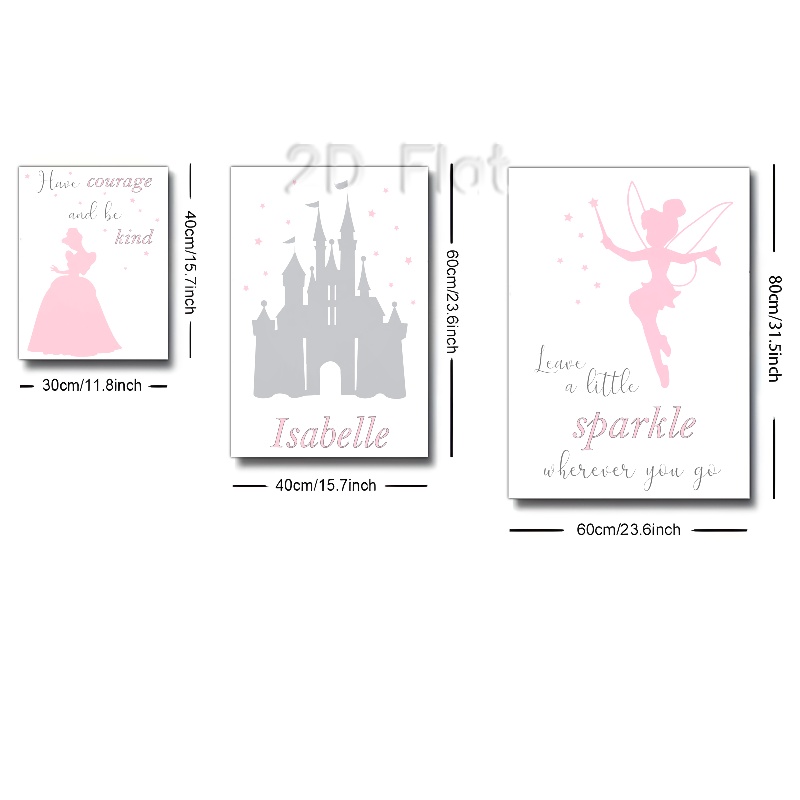 2D Flat
Have courage
and be
kind
40cm/15.7inch
30cm/11.8inch
Isabelle
60cm/23.6inch
40cm/15.7inch
Leave
a little
sparkle
wherever you go
80cm/31.5inch
60cm/23.6inch